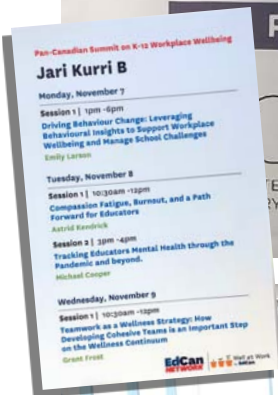 Pan-Canadian Summit on K-12 Workplace Wellbeing
Jari Kurri B
Monday, November 7
Session 1 | 1pm -6pm
Driving Behaviour Change: Leveraging
Behavioural Insights to Support Workplace
Wellbeing and Manage School Challenges
Emily Larson
Tuesday, November 8
Session 1 | 10:30am -12pm
Compassion Fatigue, Burnout, and a Path
Forward for Educators
Astrid Kendrick
Session 2 | 3pm -4pm
Tracking Educators Mental Health through the
Pandemic and beyond.
Michael Cooper
Wednesday, November 9
Session 1 | 10:30am -12pm
Teamwork as a Wellness Strategy: How
Developing Cohesive Teams is an Important Step
on the Wellness Continuum
Grant Frost
EdCan
NETWORK
Well at Work